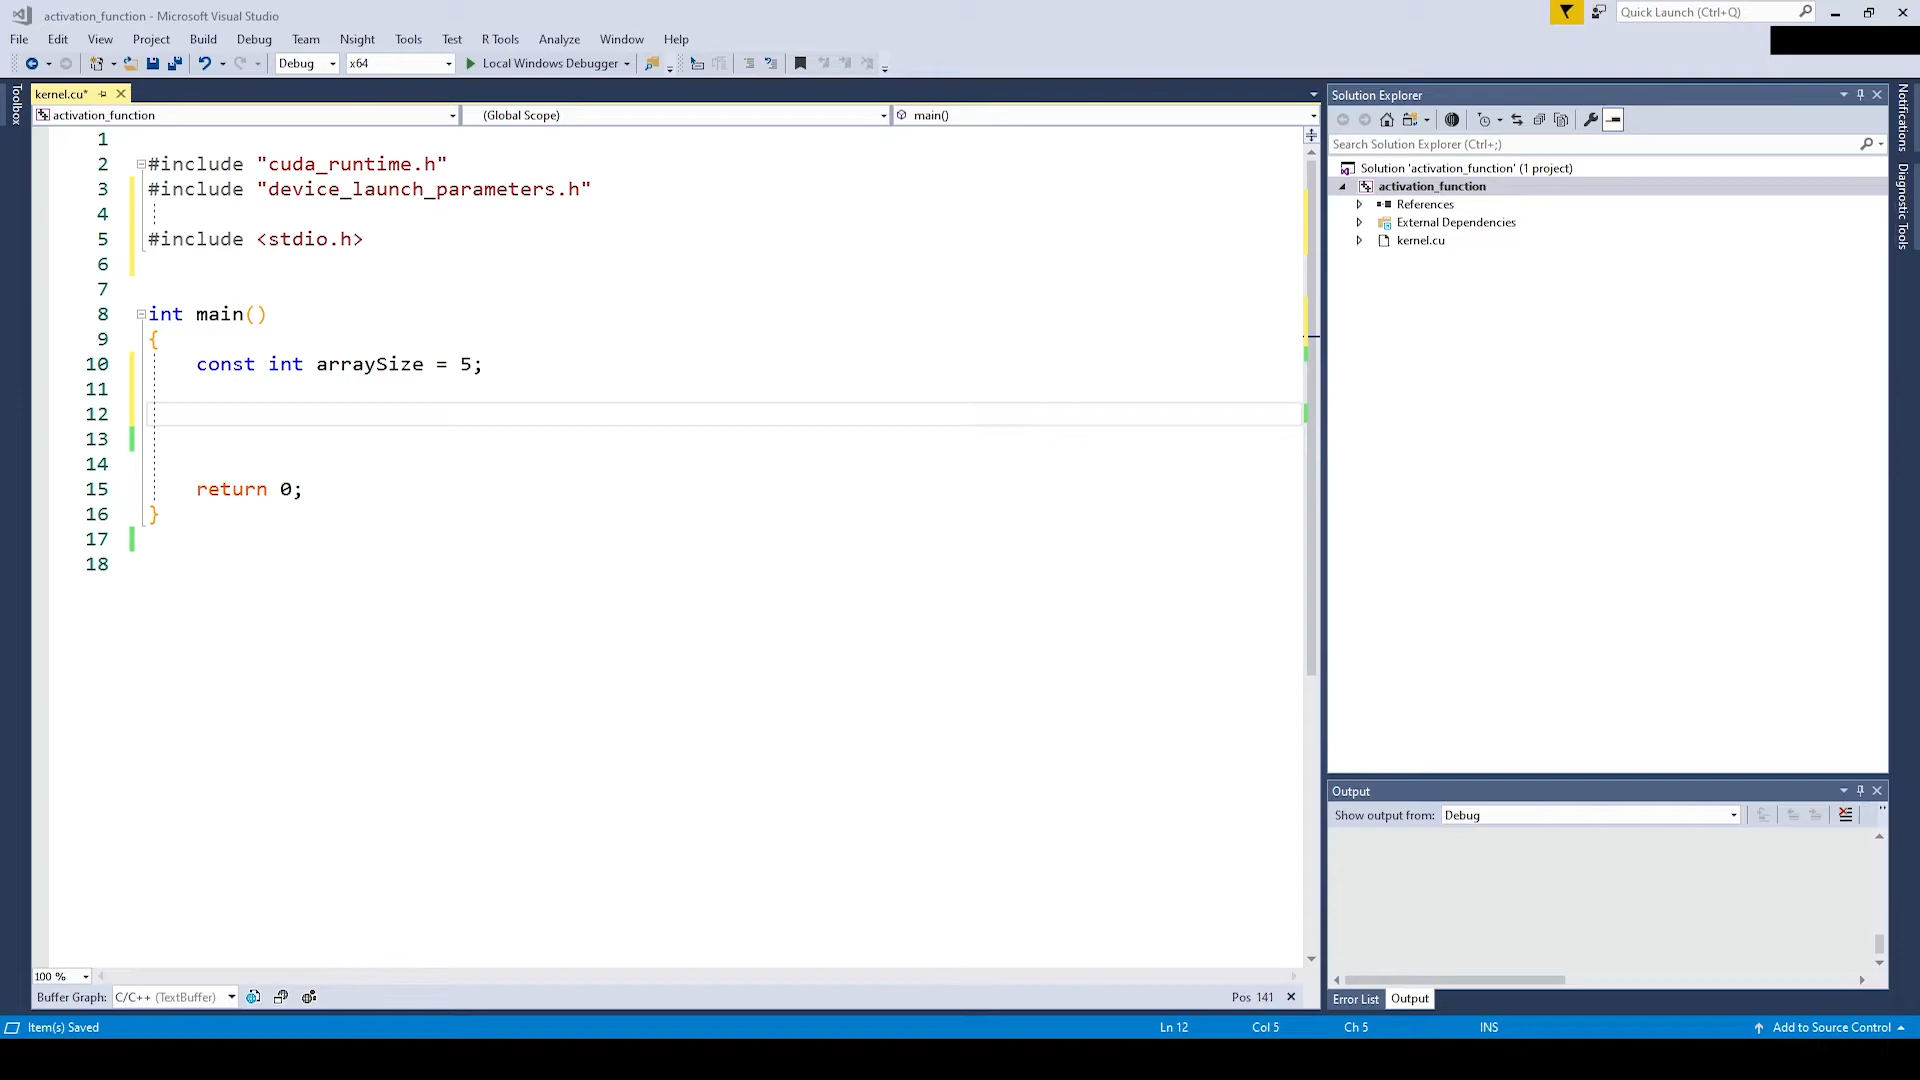 activation_function - Microsoft Visual Studio
Quick Launch (Ctrl+Q)
File Edit View Project Build Debug Team Nsight Tools Test R Tools Analyze Window Help
Debug x64 Local Windows Debugger
Toolbox
kernel.cu*
activation_function (Global Scope) main()
1
2 #include "cuda_runtime.h"
3 #include "device_launch_parameters.h"
4
5 #include <stdio.h>
6
7
8 int main()
9 {
10 const int arraySize = 5;
11
12
13
14
15 return 0;
16 }
17
18
100 %
Buffer Graph: C/C++ (TextBuffer) Pos 141
Solution Explorer
Search Solution Explorer (Ctrl+;)
Solution 'activation_function' (1 project)
activation_function
References
External Dependencies
kernel.cu
Output
Show output from: Debug
Error List Output
Notifications
Diagnostic Tools
Item(s) Saved Ln 12 Col 5 Ch 5 INS Add to Source Control